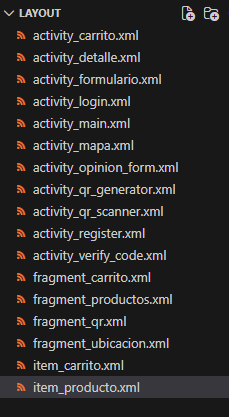 LAYOUT
activity_carrito.xml
activity_detalle.xml
activity_formulario.xml
activity_login.xml
activity_main.xml
activity_mapa.xml
activity_opinion_form.xml
activity_qr_generator.xml
activity_qr_scanner.xml
activity_register.xml
activity_verify_code.xml
fragment_carrito.xml
fragment_productos.xml
fragment_qr.xml
fragment_ubicacion.xml
item_carrito.xml
item_producto.xml